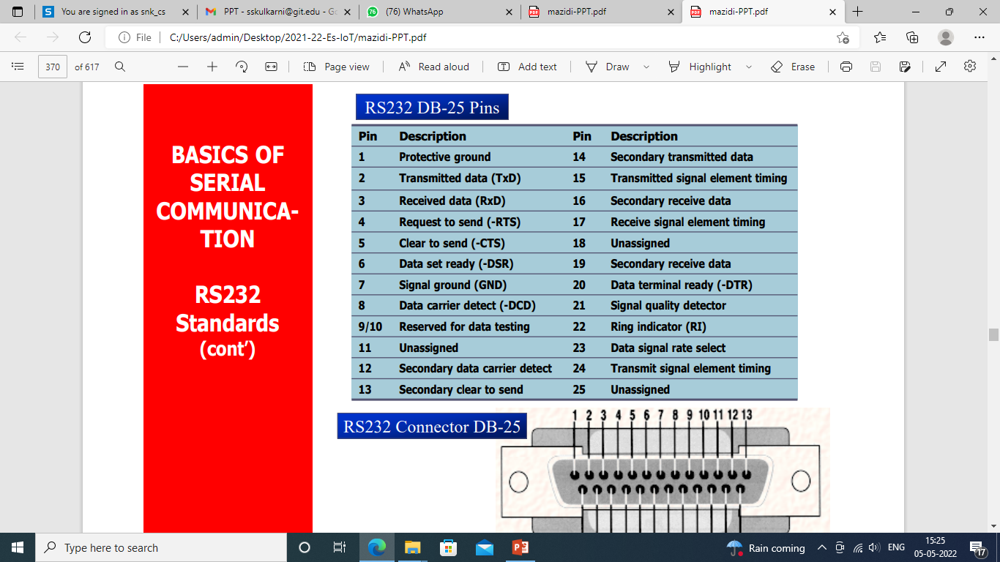 You are signed in as snk_cs
PPT - sskulkarni@git.edu - Go
(76) WhatsApp
mazidi-PPT.pdf
mazidi-PPT.pdf
File C:/Users/admin/Desktop/2021-22-Es-IoT/mazidi-PPT.pdf
370 of 617 Page view Read aloud Add text Draw Highlight Erase
BASICS OF
SERIAL
COMMUNICA-
TION
RS232
Standards
(cont’)
RS232 DB-25 Pins
Pin Description Pin Description
1 Protective ground 14 Secondary transmitted data
2 Transmitted data (TxD) 15 Transmitted signal element timing
3 Received data (RxD) 16 Secondary receive data
4 Request to send (-RTS) 17 Receive signal element timing
5 Clear to send (-CTS) 18 Unassigned
6 Data set ready (-DSR) 19 Secondary receive data
7 Signal ground (GND) 20 Data terminal ready (-DTR)
8 Data carrier detect (-DCD) 21 Signal quality detector
9/10 Reserved for data testing 22 Ring indicator (RI)
11 Unassigned 23 Data signal rate select
12 Secondary data carrier detect 24 Transmit signal element timing
13 Secondary clear to send 25 Unassigned
RS232 Connector DB-25
1 2 3 4 5 6 7 8 9 10 11 12 13
Type here to search
Rain coming
ENG
15:25
05-05-2022
17